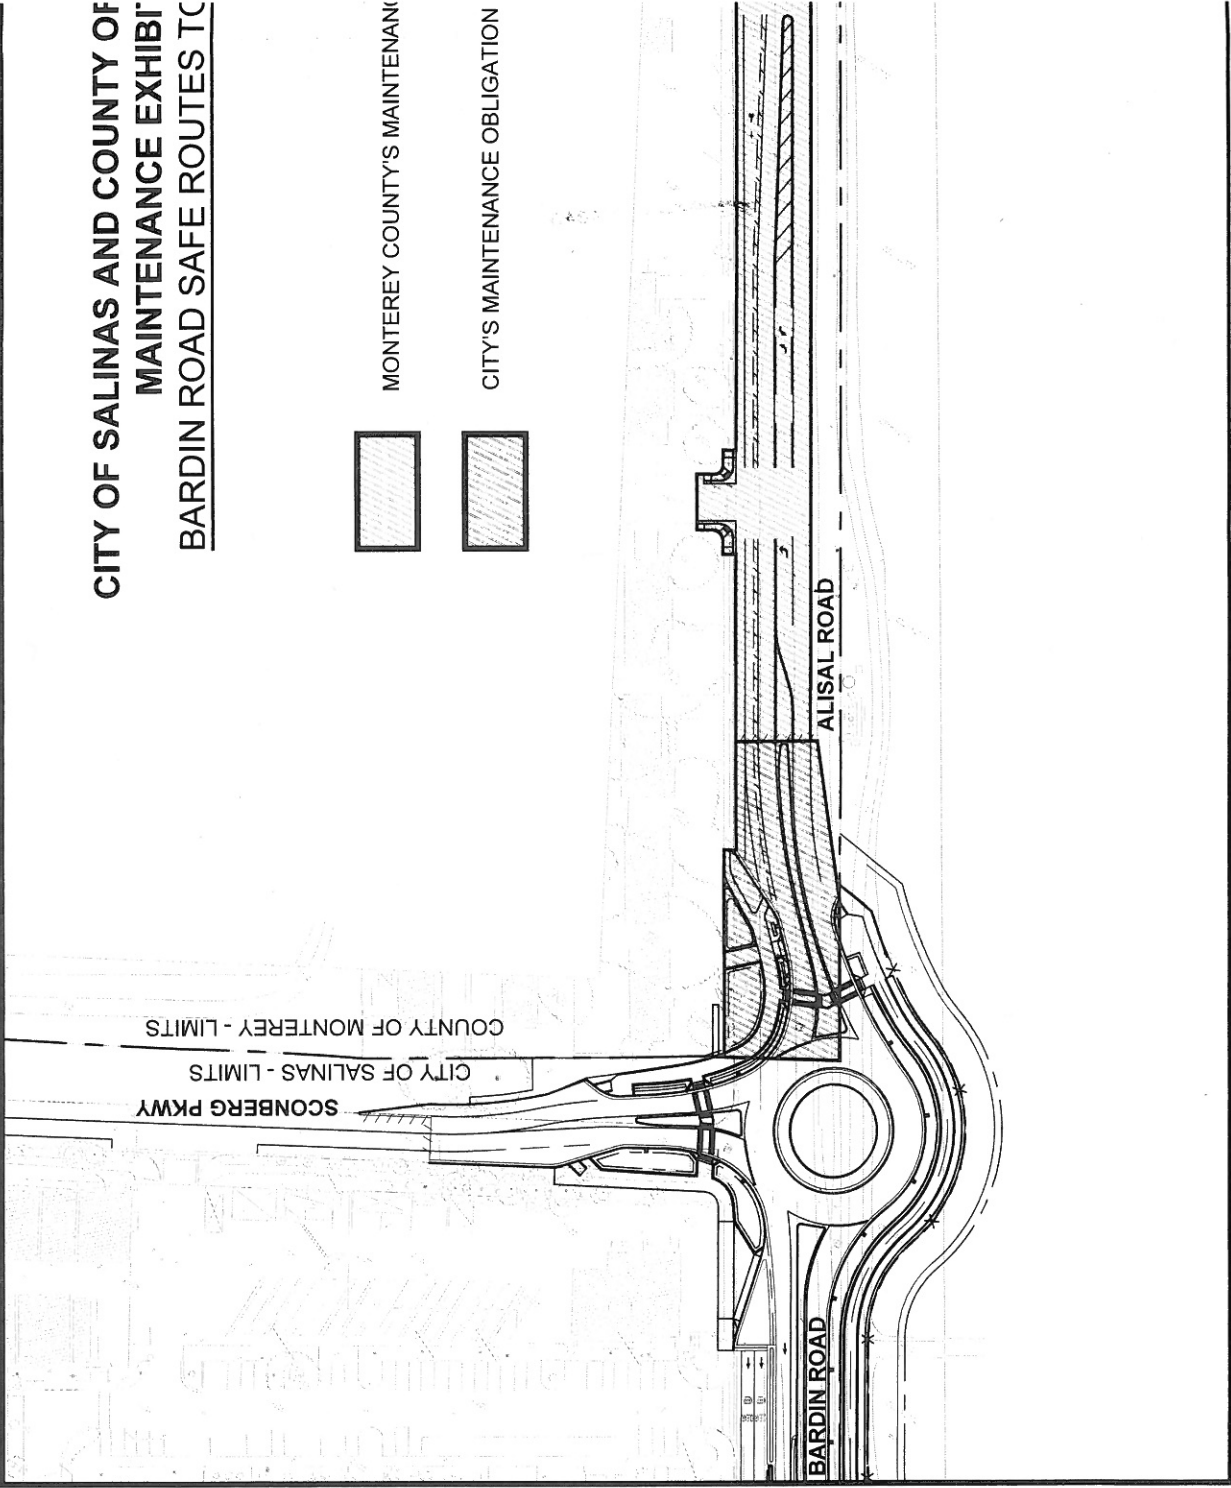 CITY OF SALINAS AND COUNTY OF
MAINTENANCE EXHIBI
BARDIN ROAD SAFE ROUTES TO
MONTEREY COUNTY'S MAINTENANC
CITY'S MAINTENANCE OBLIGATION
COUNTY OF MONTEREY - LIMITS
CITY OF SALINAS - LIMITS
SCONBERG PKWY
ALISAL ROAD
BARDIN ROAD